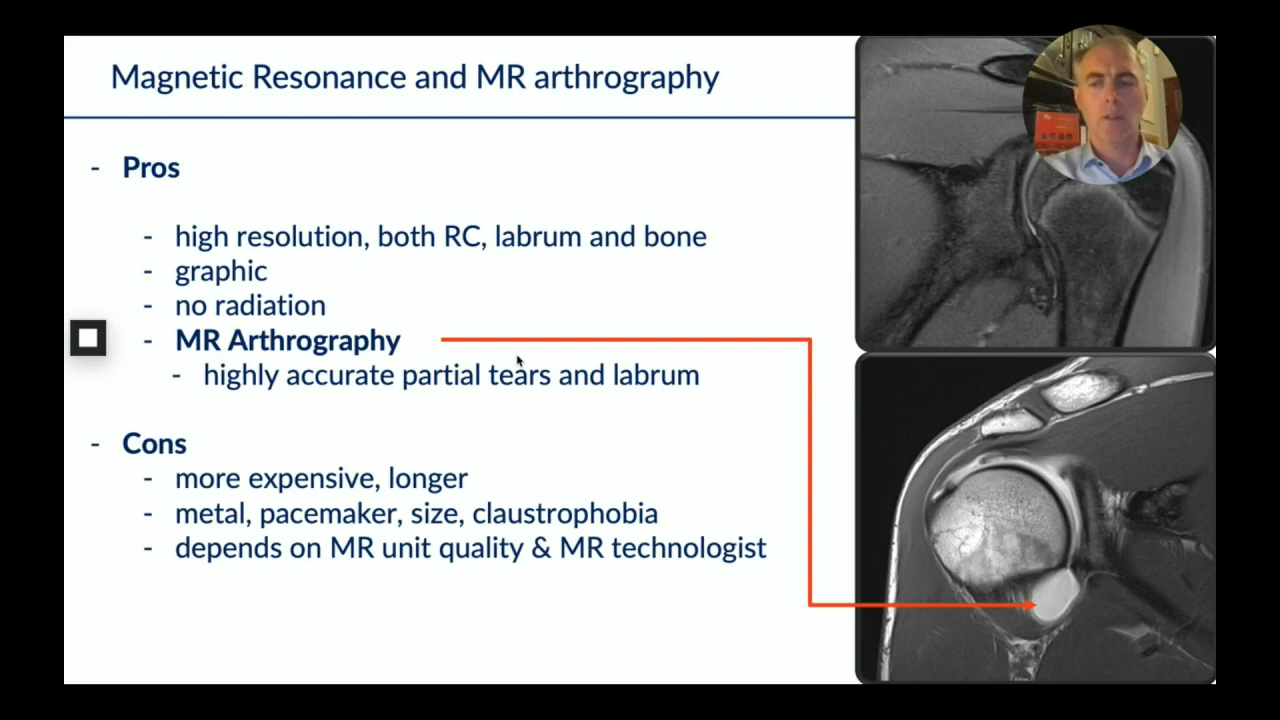 Magnetic Resonance and MR arthrography
- Pros
- high resolution, both RC, labrum and bone
- graphic
- no radiation
- MR Arthrography
- highly accurate partial tears and labrum
- Cons
- more expensive, longer
- metal, pacemaker, size, claustrophobia
- depends on MR unit quality & MR technologist